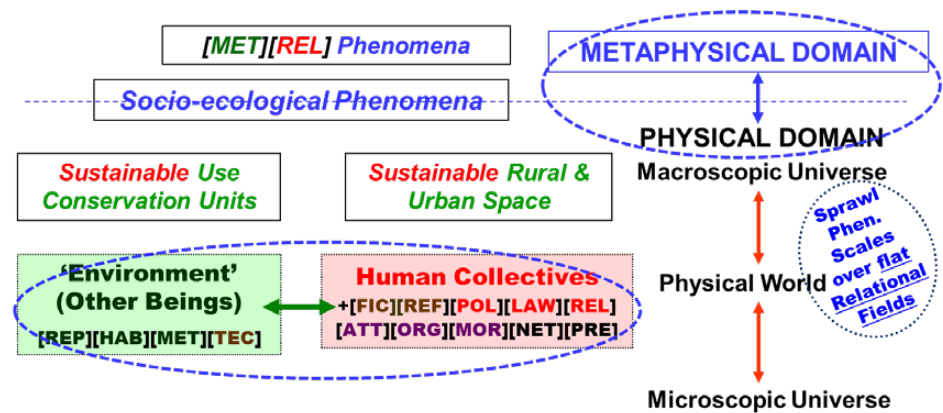 [MET][REL] Phenomena
METAPHYSICAL DOMAIN
Socio-ecological Phenomena
PHYSICAL DOMAIN
Macroscopic Universe
Sustainable Use
Conservation Units
Sustainable Rural &
Urban Space
Sprawl
Phen.
Scales
over flat
Relational
Fields
‘Environment’
(Other Beings)
[REP][HAB][MET][TEC]
Human Collectives
+[FIC][REF][POL][LAW][REL]
[ATT][ORG][MOR][NET][PRE]
Physical World
Microscopic Universe